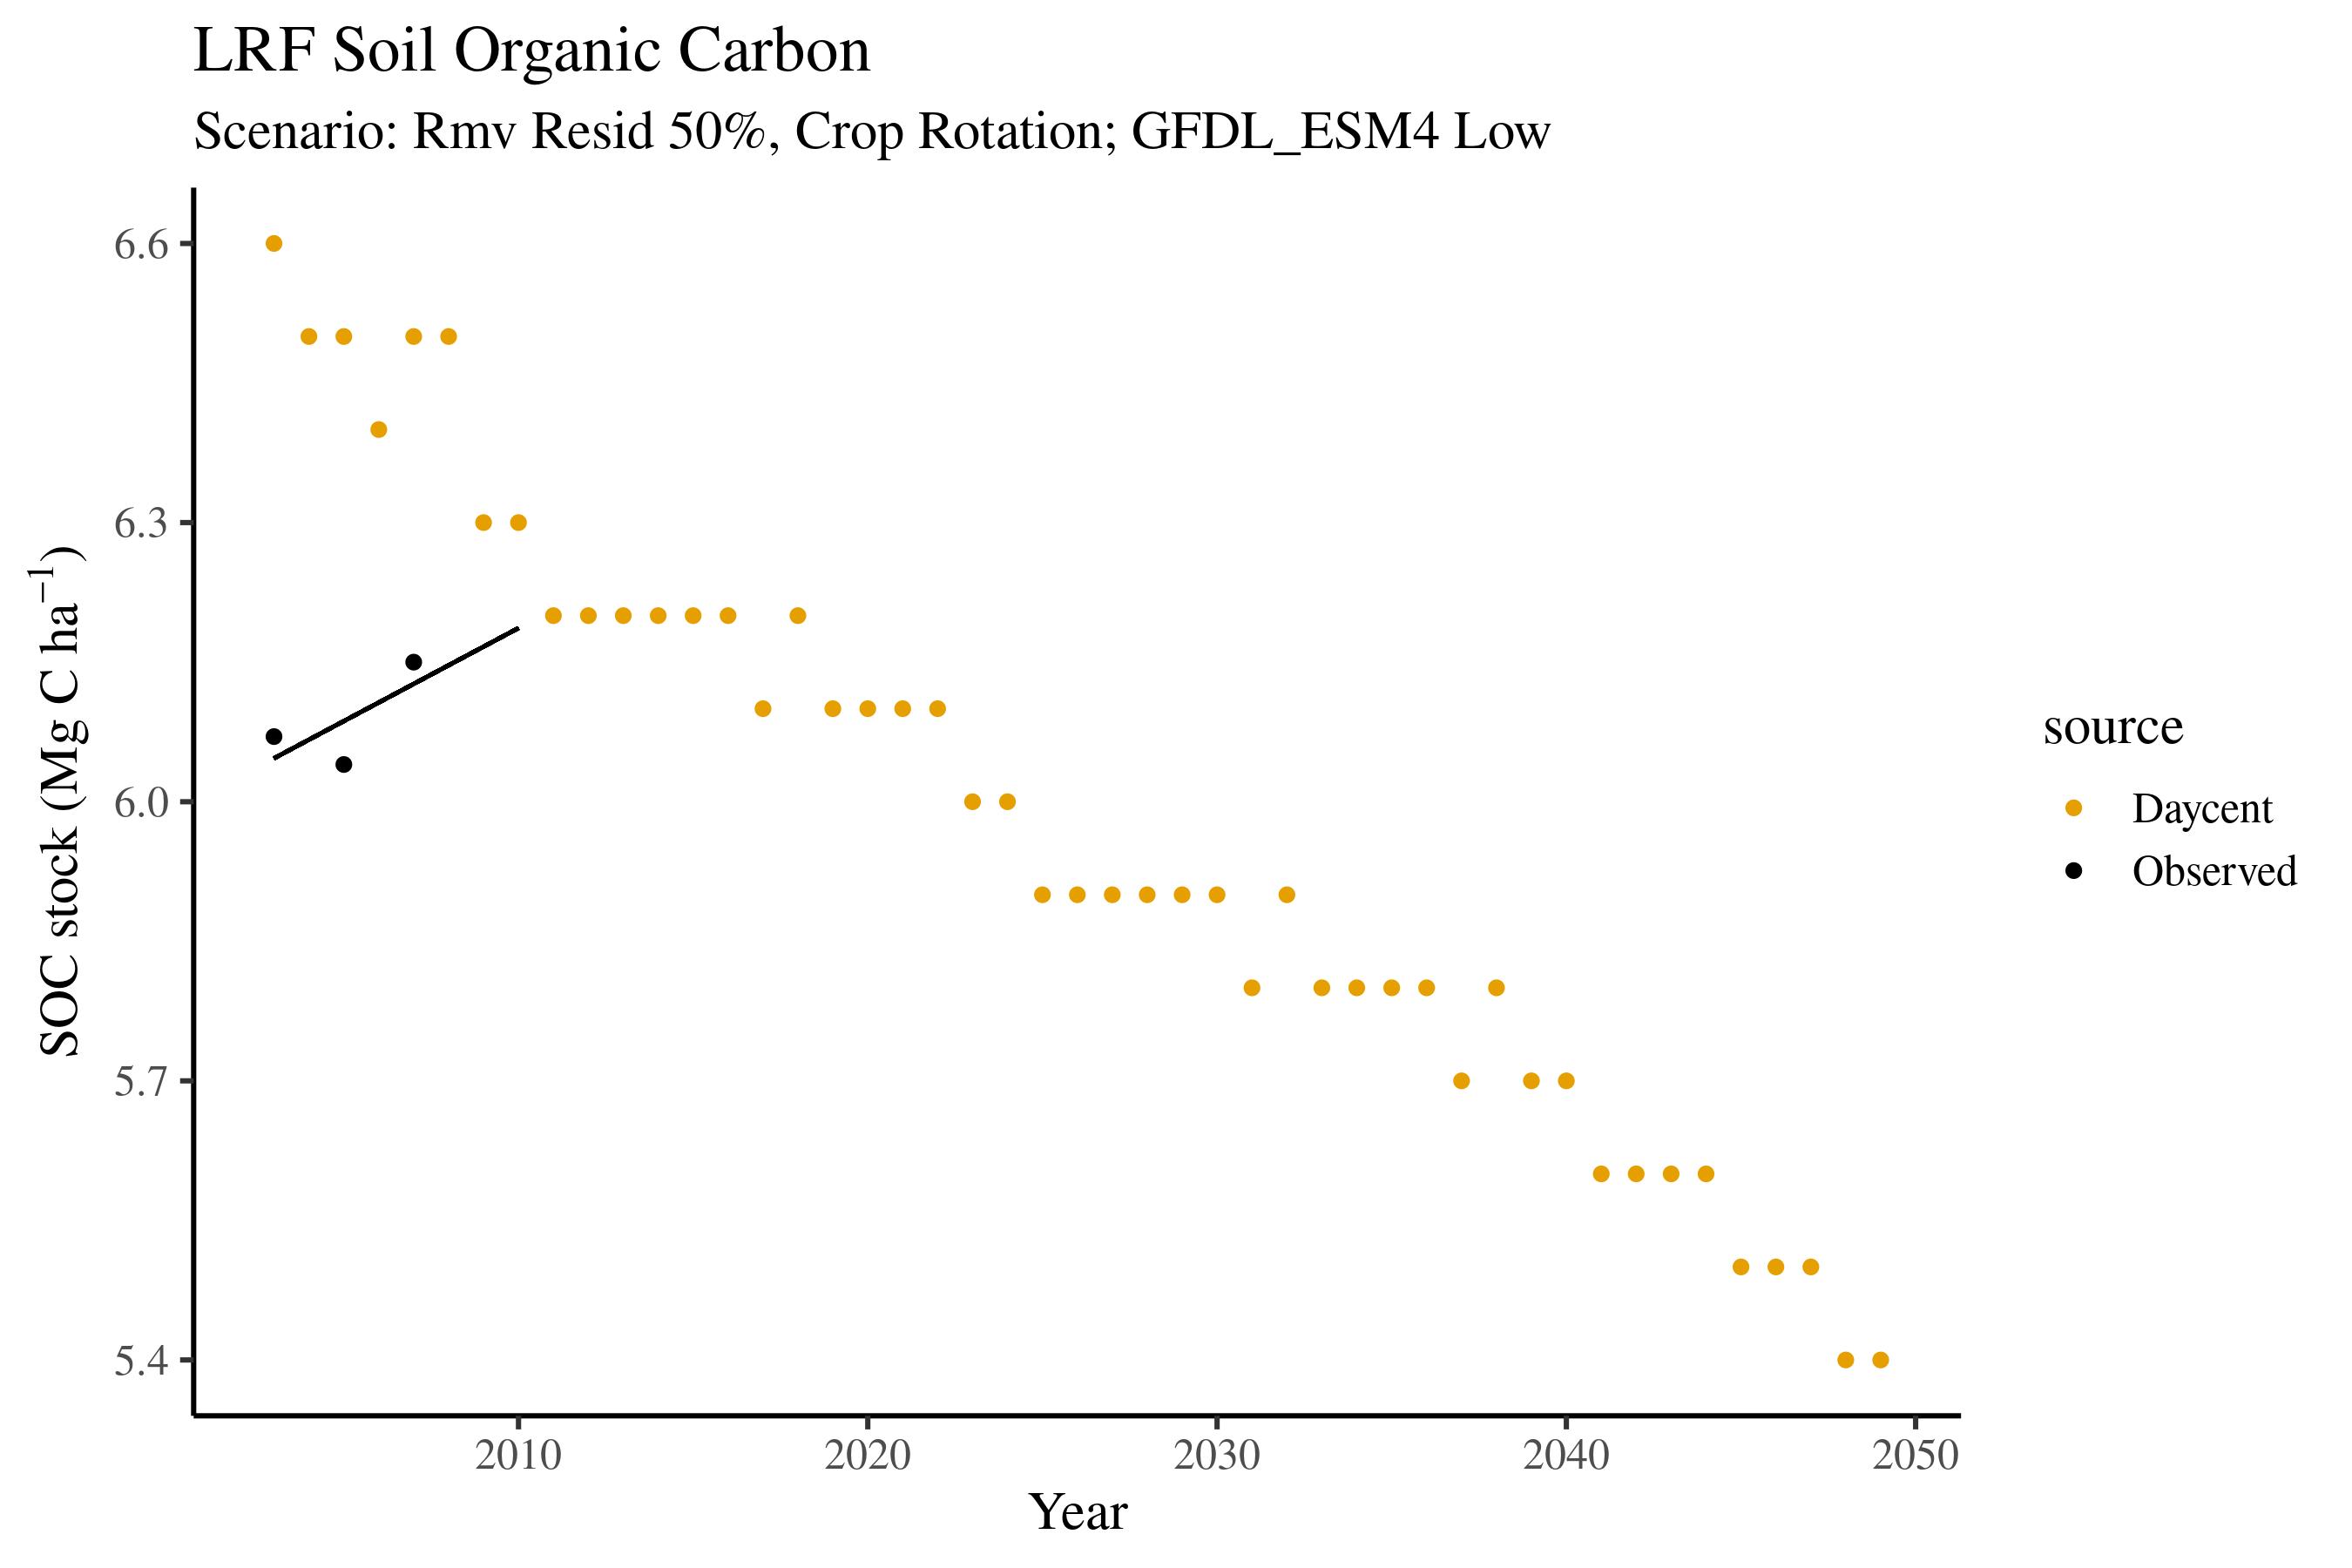 LRF Soil Organic Carbon
Scenario: Rmv Resid 50%, Crop Rotation; GFDL_ESM4 Low
SOC stock (Mg C ha⁻¹)
6.6
6.3
6.0
5.7
5.4
2010 2020 2030 2040 2050
Year
source
Daycent
Observed